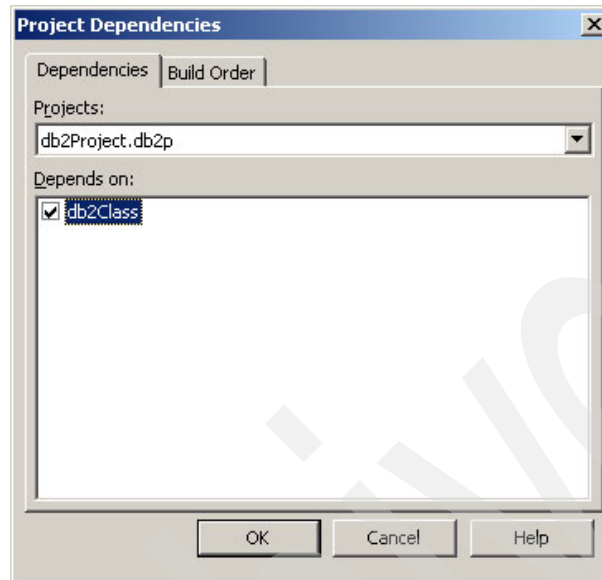 Project Dependencies
Dependencies
Build Order
Projects:
db2Project.db2p
Depends on:
db2Class
OK
Cancel
Help